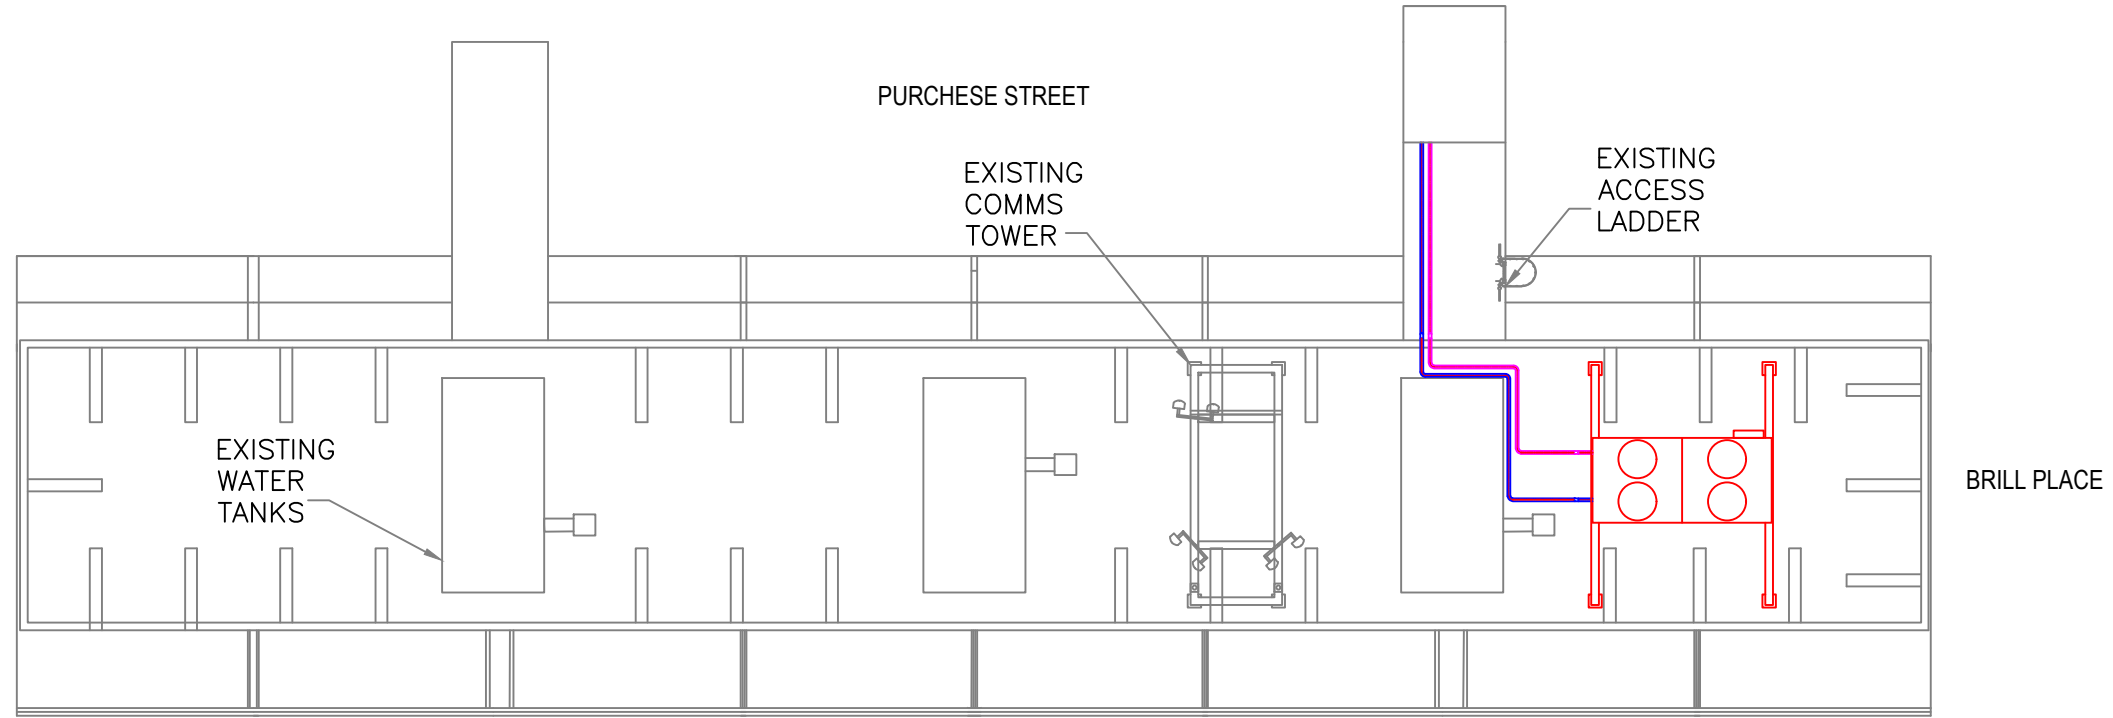 PURCHESE STREET
EXISTING
COMMS
TOWER
EXISTING
ACCESS
LADDER
EXISTING
WATER
TANKS
BRILL PLACE